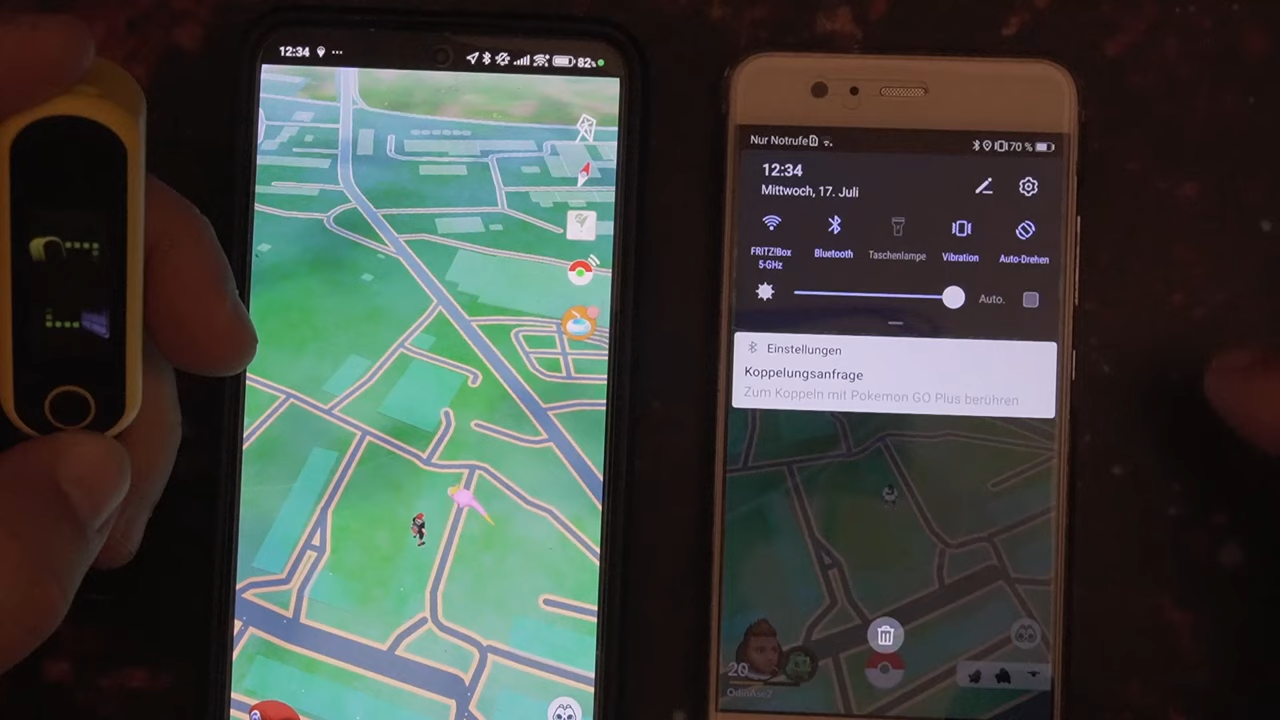 12:34
82%
Nur Notrufe
70 %
12:34
Mittwoch, 17. Juli
FRITZ!Box
5-GHz
Bluetooth
Taschenlampe
Vibration
Auto-Drehen
Auto.
Einstellungen
Koppelungsanfrage
Zum Koppeln mit Pokemon GO Plus berühren
20